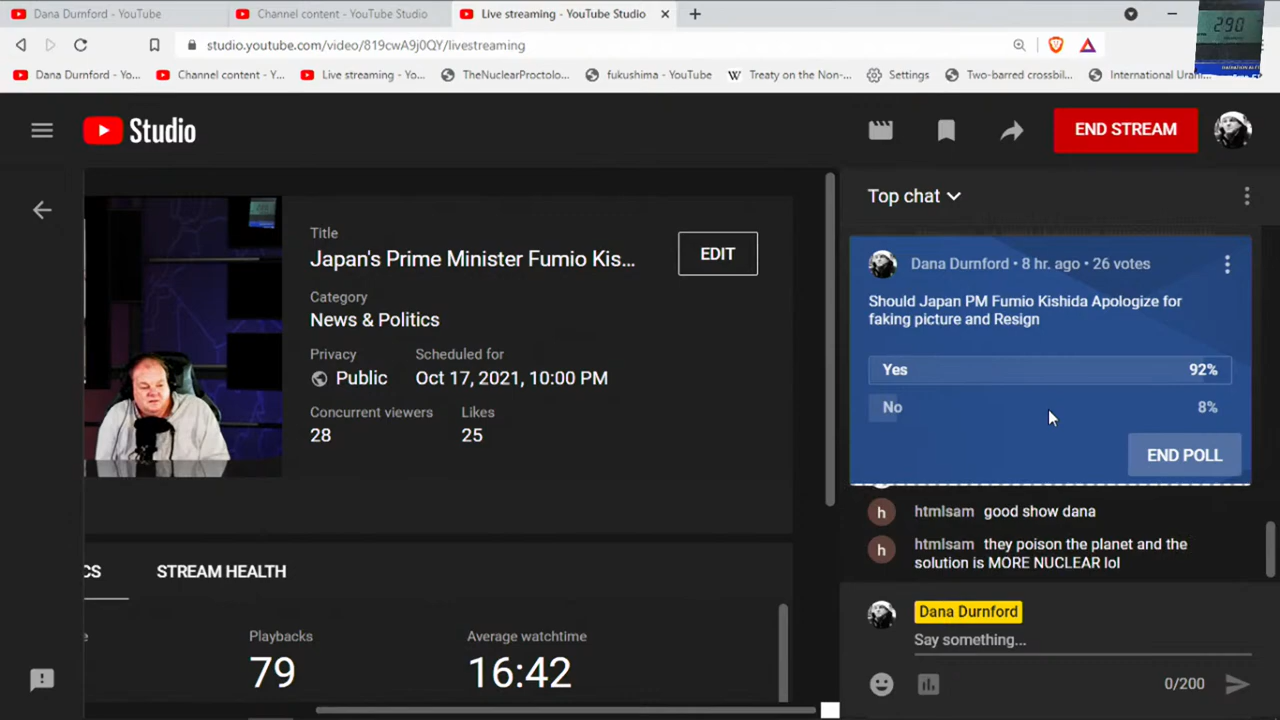 Dana Durnford - YouTube
Channel content - YouTube Studio
Live streaming - YouTube Studio
290
studio.youtube.com/video/819cwA9j0QY/livestreaming
Dana Durnford - Yo...
Channel content - Y...
Live streaming - Yo...
TheNuclearProctolo...
fukushima - YouTube
Treaty on the Non-...
Settings
Two-barred crossbil...
International Urani...
Studio
END STREAM
Title
Japan's Prime Minister Fumio Kis...
EDIT
Category
News & Politics
Privacy
Scheduled for
Public
Oct 17, 2021, 10:00 PM
Concurrent viewers
Likes
28
25
CS
STREAM HEALTH
e
Playbacks
Average watchtime
79
16:42
Top chat
Dana Durnford • 8 hr. ago • 26 votes
Should Japan PM Fumio Kishida Apologize for
faking picture and Resign
Yes 92%
No 8%
END POLL
h
htmlsam good show dana
h
htmlsam they poison the planet and the
solution is MORE NUCLEAR lol
Dana Durnford
Say something...
0/200